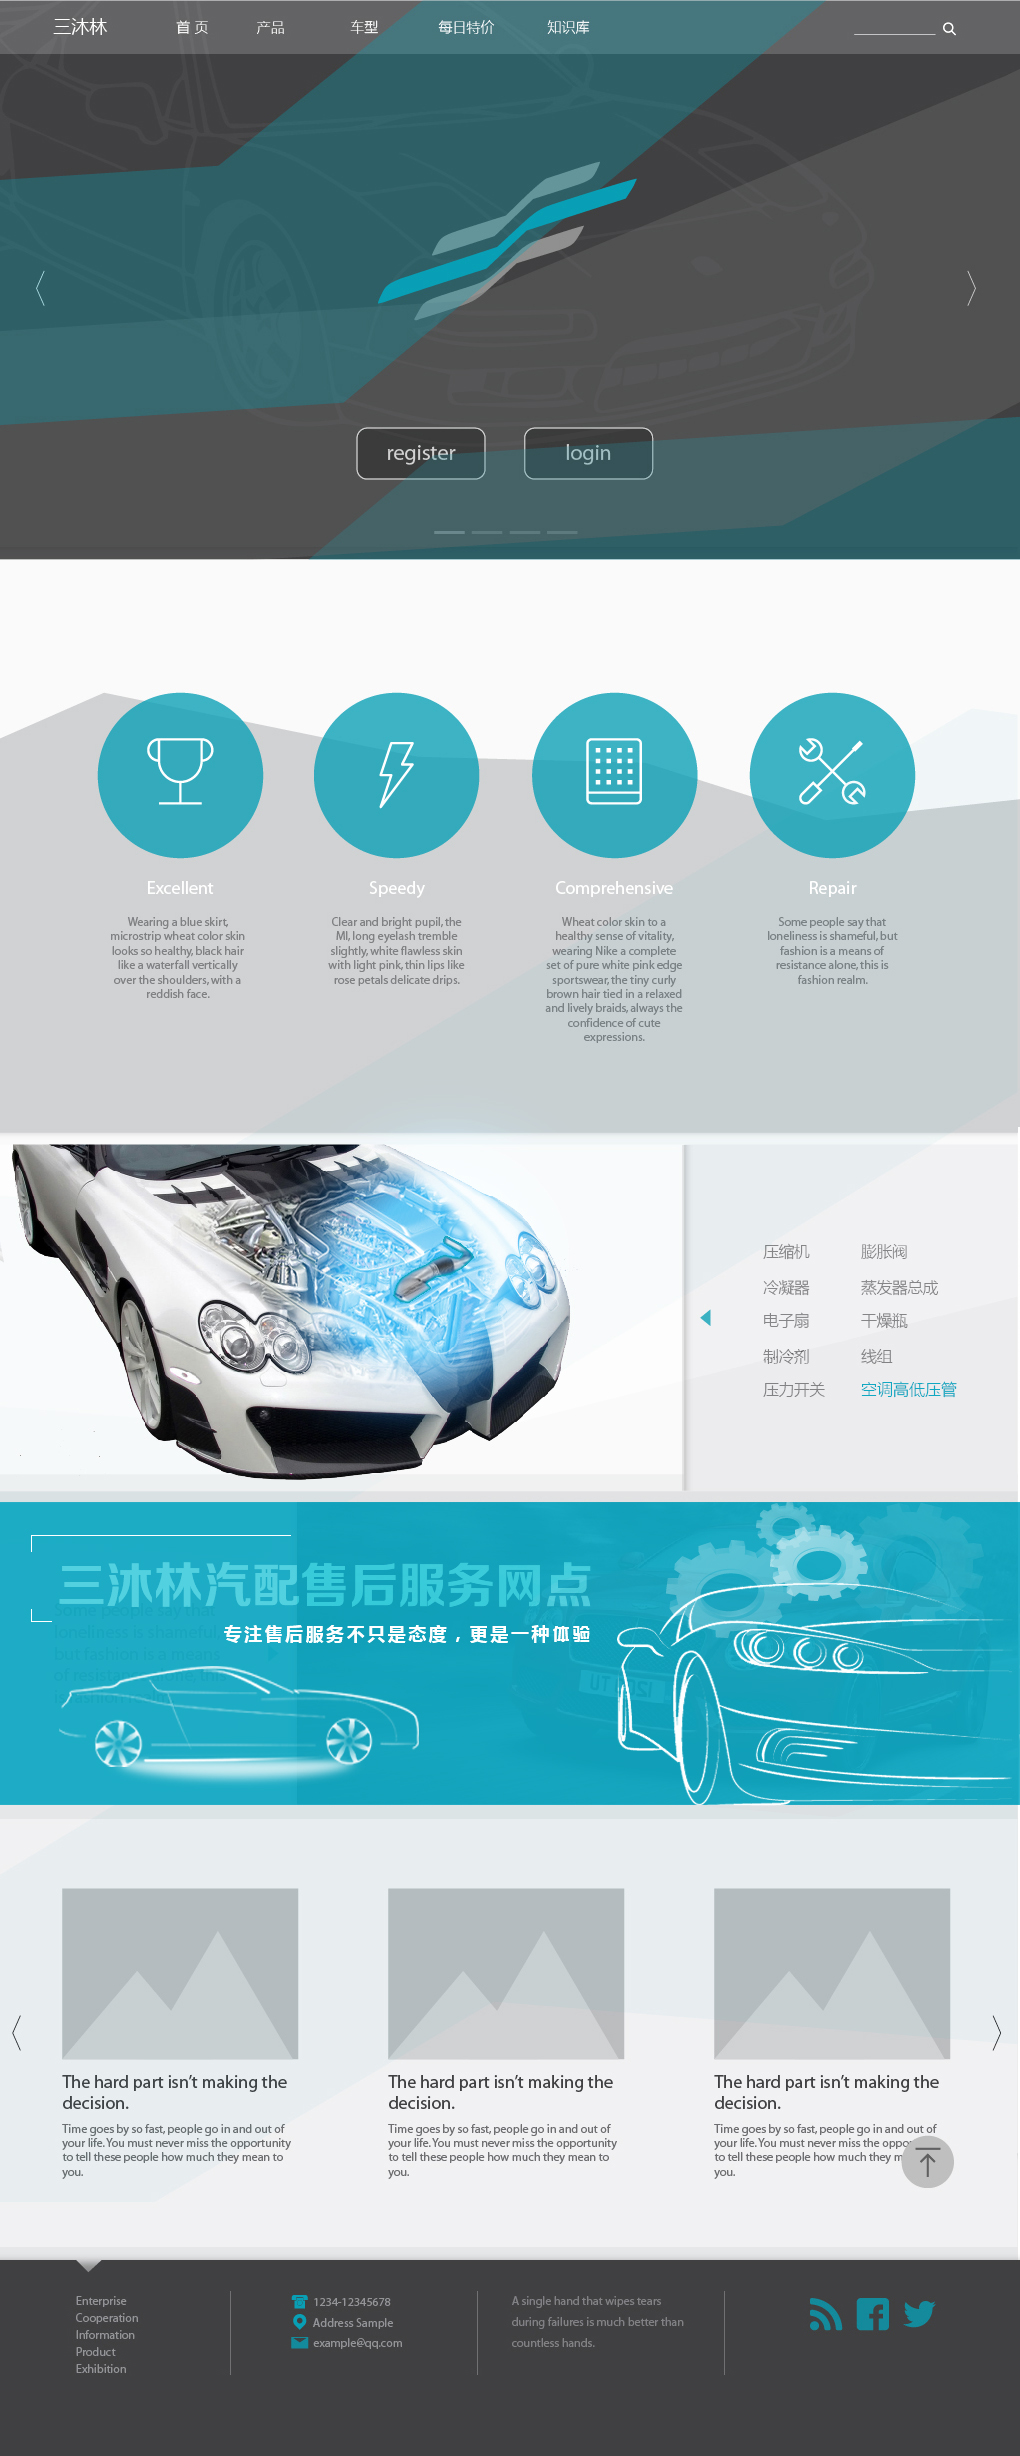 三沐林
首 页
产品
车型
每日特价
知识库
register
login
Excellent
Wearing a blue skirt,
microstrip wheat color skin
looks so healthy, black hair
like a waterfall vertically
over the shoulders, with a
reddish face.
Speedy
Clear and bright pupil, the
MI, long eyelash tremble
slightly, white flawless skin
with light pink, thin lips like
rose petals delicate drips.
Comprehensive
Wheat color skin to a
healthy sense of vitality,
wearing Nike a complete
set of pure white pink edge
sportswear, the tiny curly
brown hair tied in a relaxed
and lively braids, always the
confidence of cute
expressions.
Repair
Some people say that
loneliness is shameful, but
fashion is a means of
resistance alone, this is
fashion realm.
压缩机
膨胀阀
冷凝器
蒸发器总成
电子扇
干燥瓶
制冷剂
线组
压力开关
空调高低压管
三沐林汽配售后服务网点
专注售后服务不只是态度，更是一种体验
Some people say that
loneliness is shameful,
but fashion is a means
The hard part isn't making the
decision.
Time goes by so fast, people go in and out of
your life. You must never miss the opportunity
to tell these people how much they mean to
you.
The hard part isn't making the
decision.
Time goes by so fast, people go in and out of
your life. You must never miss the opportunity
to tell these people how much they mean to
you.
The hard part isn't making the
decision.
Time goes by so fast, people go in and out of
your life. You must never miss the
to tell these people how much they
you.
Enterprise
Cooperation
Information
Product
Exhibition
1234-12345678
Address Sample
example@qq.com
A single hand that wipes tears
during failures is much better than
countless hands.